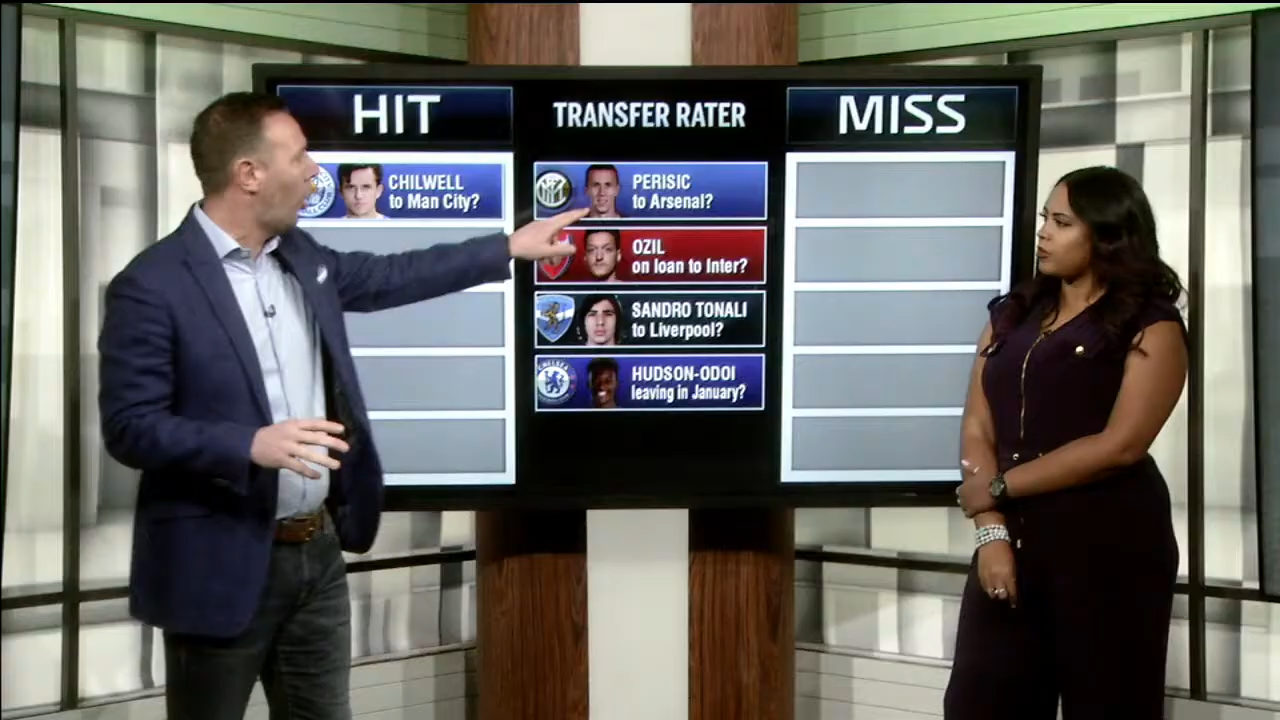 HIT
TRANSFER RATER
MISS
CHILWELL
to Man City?
PERISIC
to Arsenal?
OZIL
on loan to Inter?
SANDRO TONALI
to Liverpool?
HUDSON-ODOI
leaving in January?